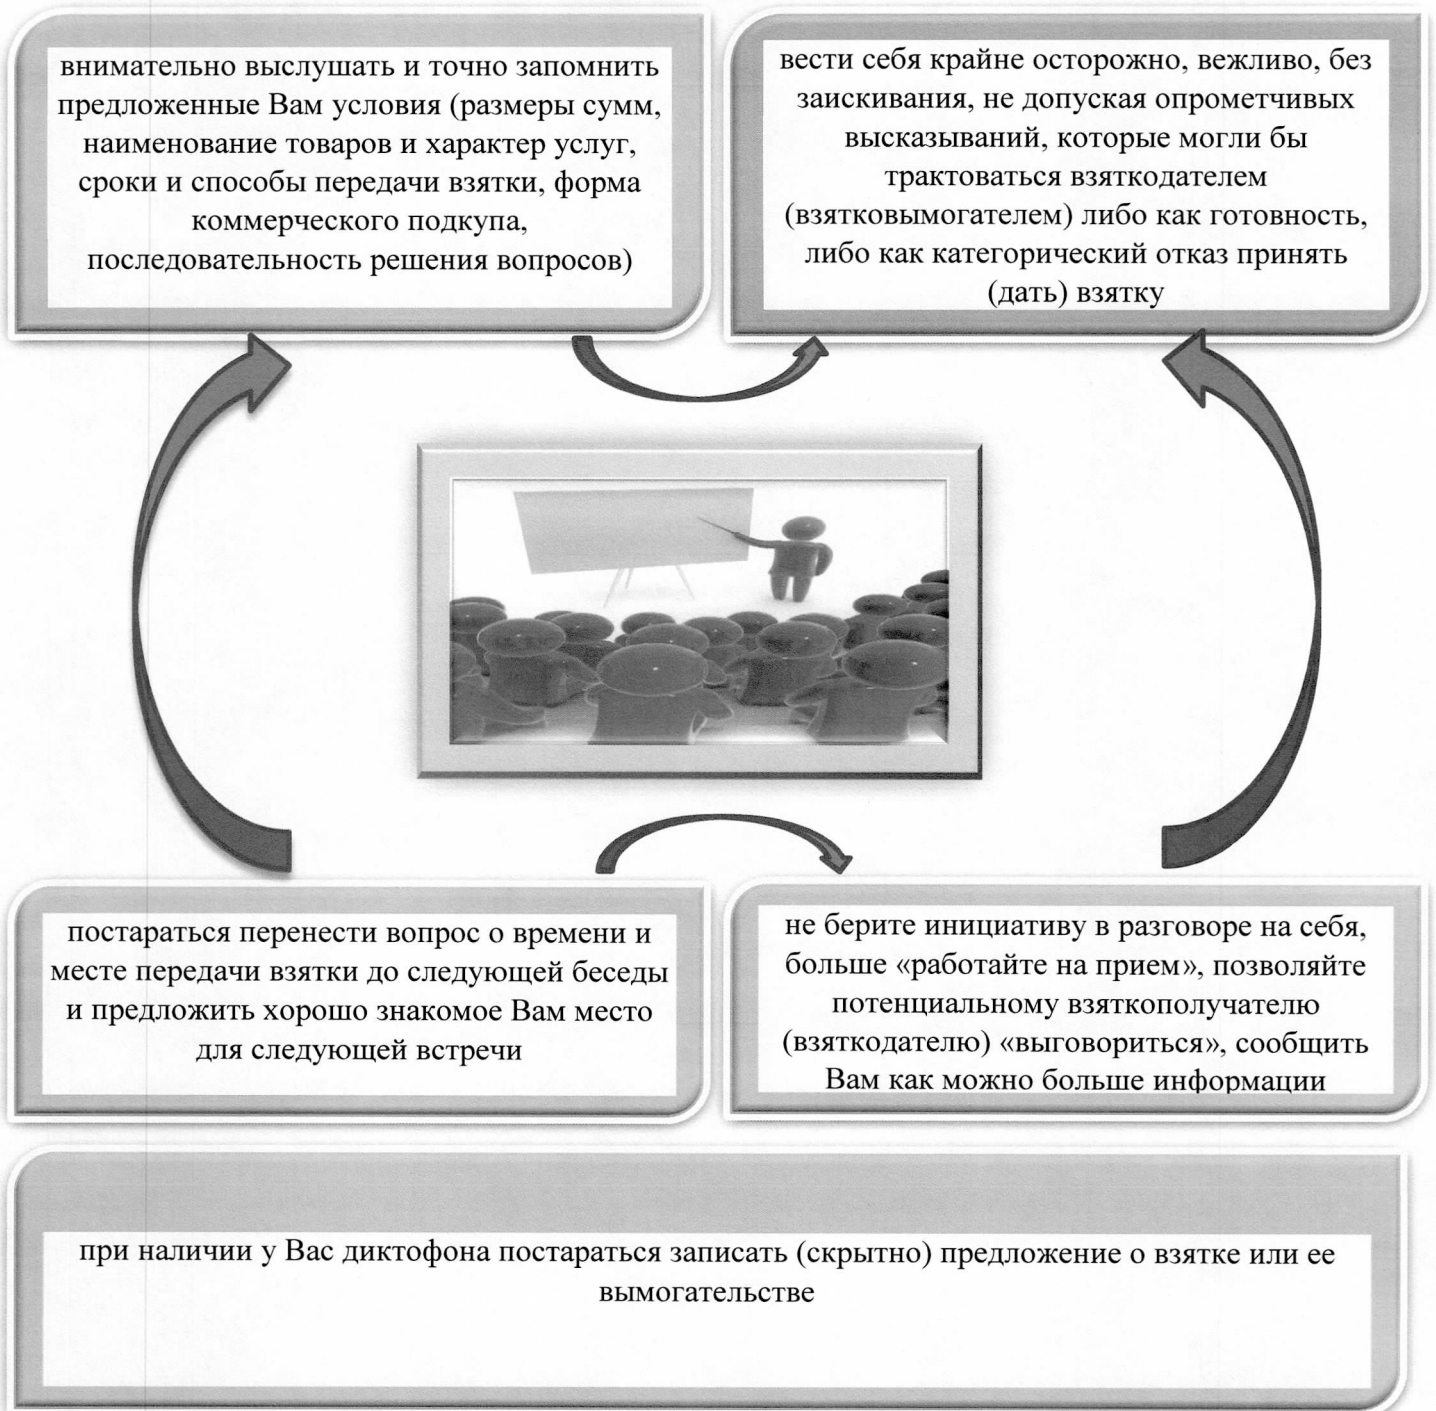 внимательно выслушать и точно запомнить
предложенные Вам условия (размеры сумм,
наименование товаров и характер услуг,
сроки и способы передачи взятки, форма
коммерческого подкупа,
последовательность решения вопросов)
вести себя крайне осторожно, вежливо, без
заискивания, не допуская опрометчивых
высказываний, которые могли бы
трактоваться взяткодателем
(взятковымогателем) либо как готовность,
либо как категорический отказ принять
(дать) взятку
постараться перенести вопрос о времени и
месте передачи взятки до следующей беседы
и предложить хорошо знакомое Вам место
для следующей встречи
не берите инициативу в разговоре на себя,
больше «работайте на прием», позволяйте
потенциальному взяткополучателю
(взяткодателю) «выговориться», сообщить
Вам как можно больше информации
при наличии у Вас диктофона постараться записать (скрытно) предложение о взятке или ее
вымогательстве